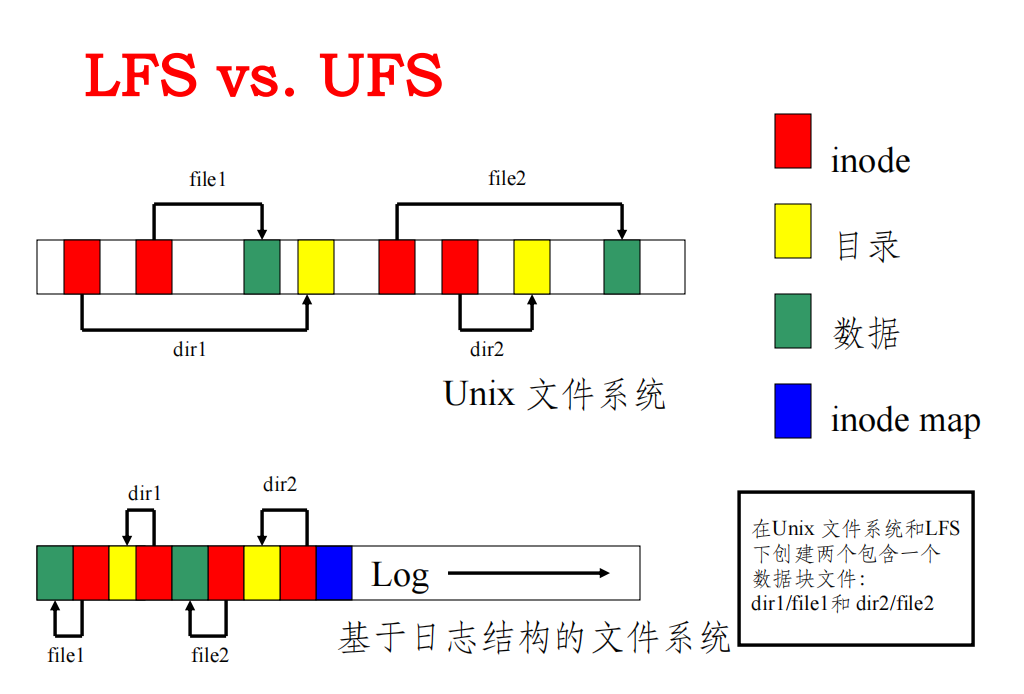 LFS vs. UFS
inode
file1
file2
目录
dir1
dir2
数据
Unix 文件系统
inode map
dir1
dir2
Log
在Unix 文件系统和LFS
下创建两个包含一个
数据块文件：
dir1/file1和 dir2/file2
基于日志结构的文件系统
file1
file2